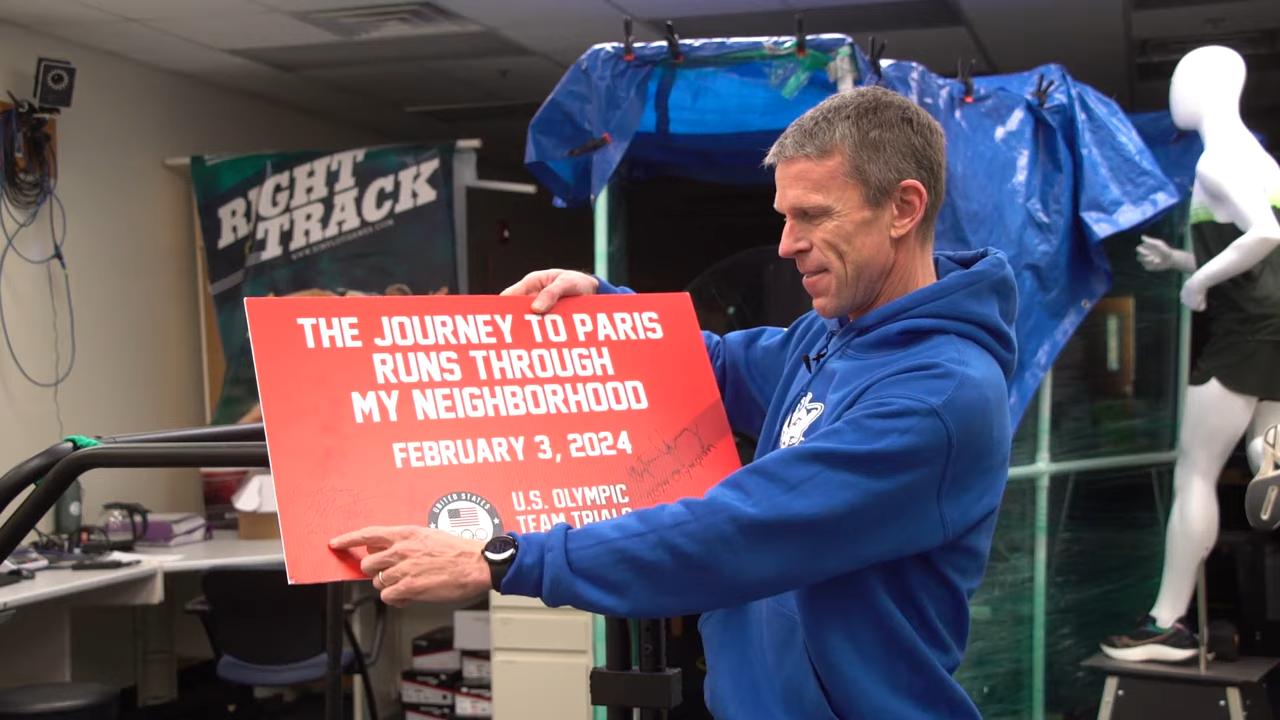 RIGHT
TRACK
THE JOURNEY TO PARIS
RUNS THROUGH
MY NEIGHBORHOOD
FEBRUARY 3, 2024
UNITED STATES
U.S. OLYMPIC
TEAM TRIALS